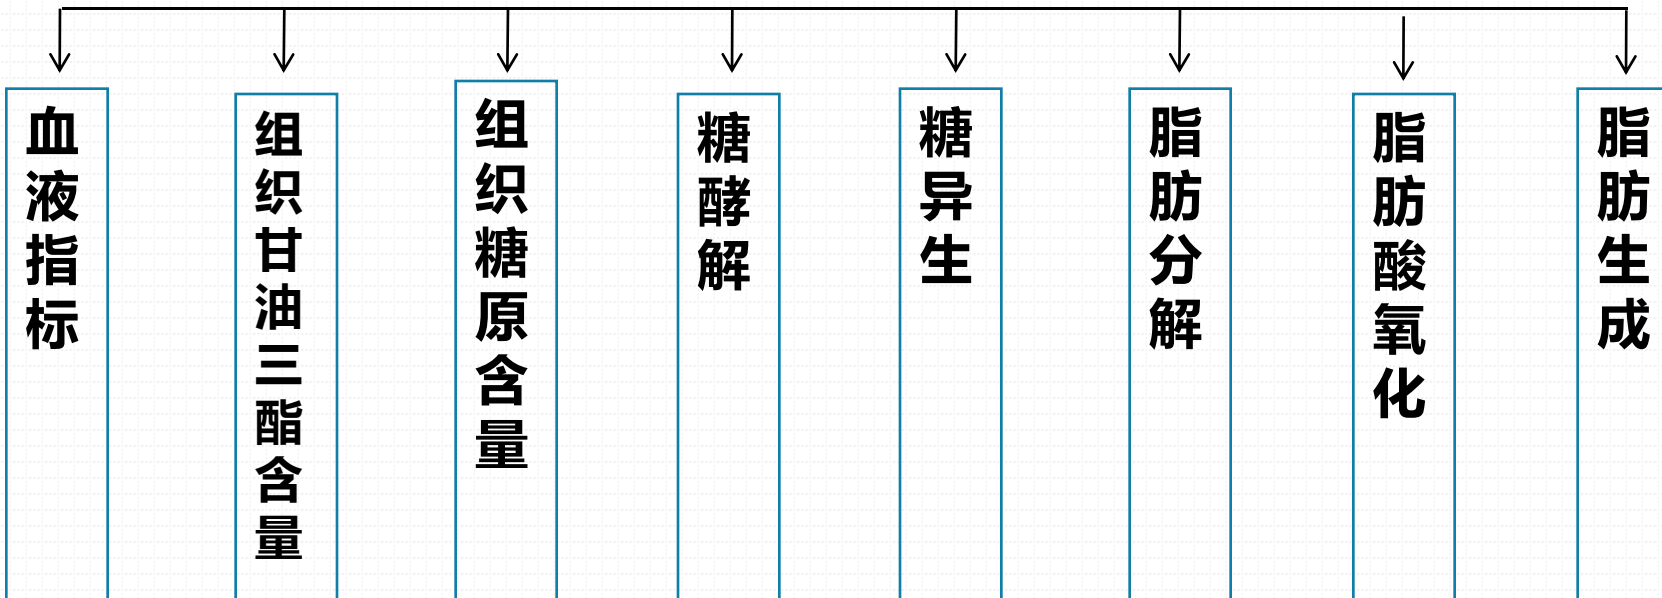 血液指标
组织甘油三酯含量
组织糖原含量
糖酵解
糖异生
脂肪分解
脂肪酸氧化
脂肪生成